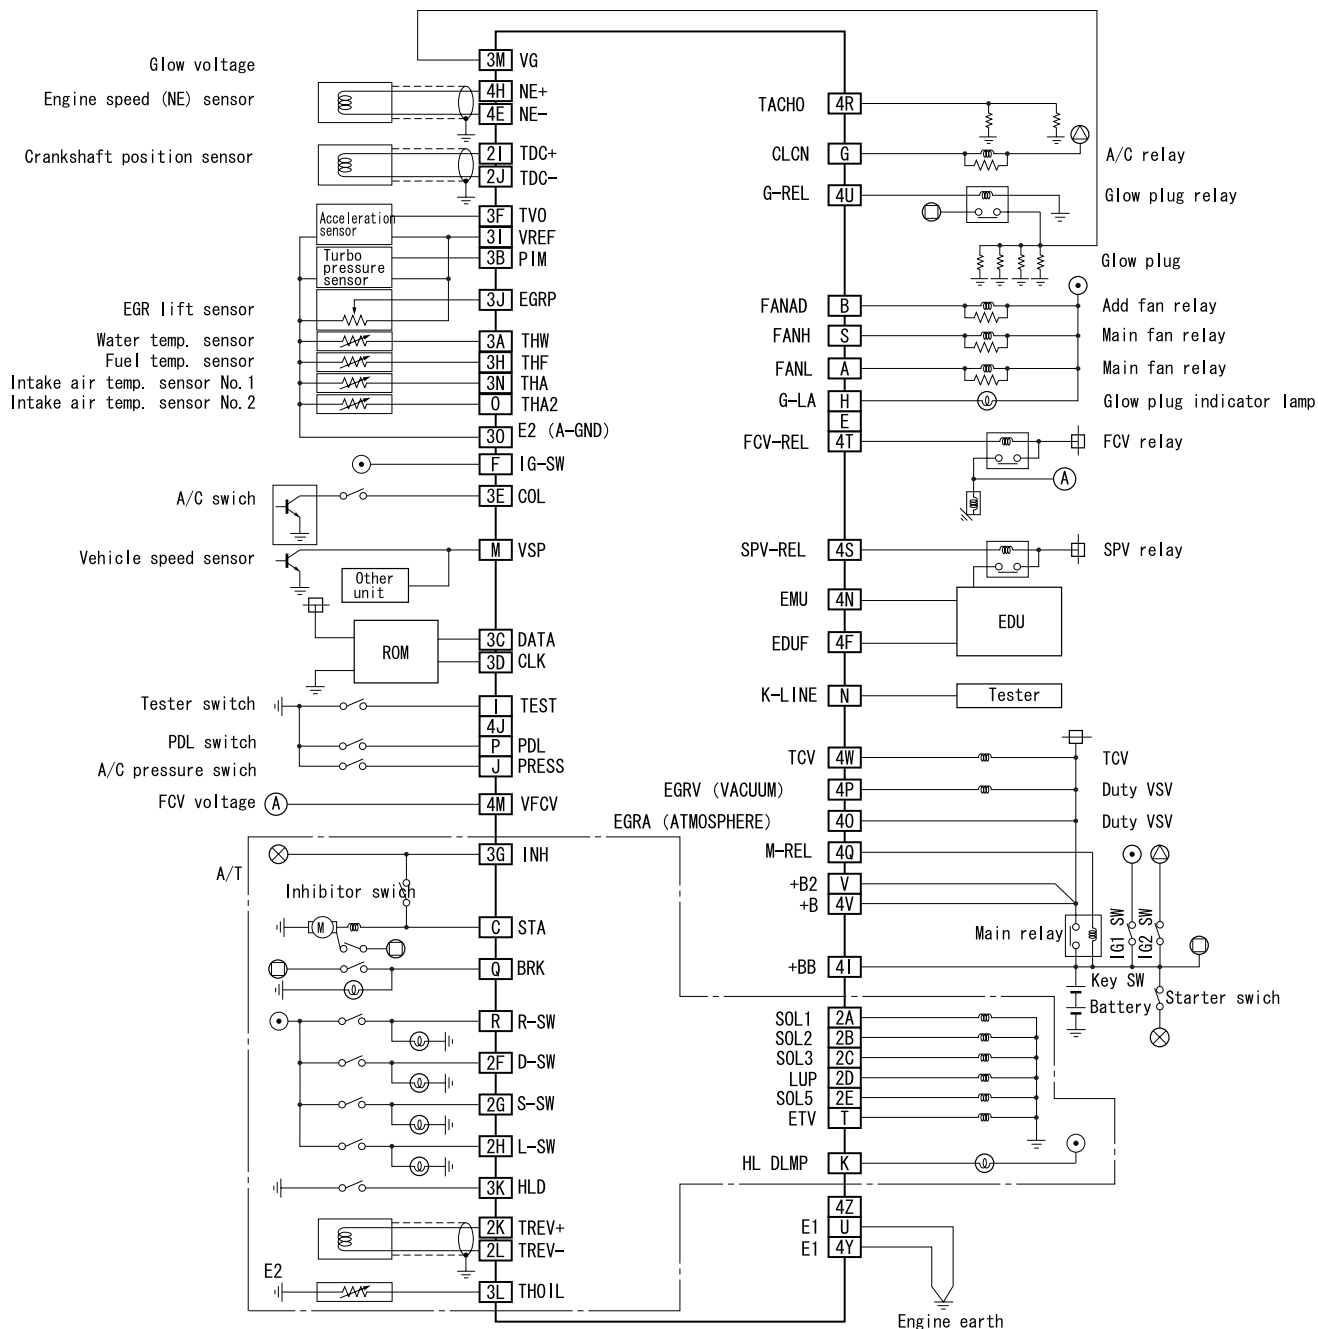 Glow voltage 3M VG
Engine speed (NE) sensor 4H NE+
4E NE-
Crankshaft position sensor 2I TDC+
2J TDC-
Acceleration sensor 3F TVO
3I VREF
Turbo pressure sensor 3B PIM
EGR lift sensor 3J EGRP
Water temp. sensor 3A THW
Fuel temp. sensor 3H THF
Intake air temp. sensor No.1 3N THA
Intake air temp. sensor No.2 O THA2
3O E2 (A-GND)
F IG-SW
A/C swich 3E COL
Vehicle speed sensor M VSP
Other unit
ROM 3C DATA
3D CLK
Tester switch I TEST
4J
PDL switch P PDL
A/C pressure swich J PRESS
FCV voltage A 4M VFCV
A/T
3G INH
Inhibitor swich
M C STA
Q BRK
R R-SW
2F D-SW
2G S-SW
2H L-SW
3K HLD
2K TREV+
2L TREV-
E2 3L THOIL
TACHO 4R
CLCN G A/C relay
G-REL 4U Glow plug relay
Glow plug
FANAD B Add fan relay
FANH S Main fan relay
FANL A Main fan relay
G-LA H Glow plug indicator lamp
E
FCV-REL 4T FCV relay
A
SPV-REL 4S SPV relay
EMU 4N
EDU
EDUF 4F
K-LINE N Tester
TCV 4W TCV
EGRV (VACUUM) 4P Duty VSV
EGRA (ATMOSPHERE) 4O Duty VSV
M-REL 4Q
+B2 V
+B 4V
Main relay IG1 SW IG2 SW
+BB 4I
Key SW
Battery Starter swich
SOL1 2A
SOL2 2B
SOL3 2C
LUP 2D
SOL5 2E
ETV T
HL DLMP K
4Z
E1 U
E1 4Y
Engine earth